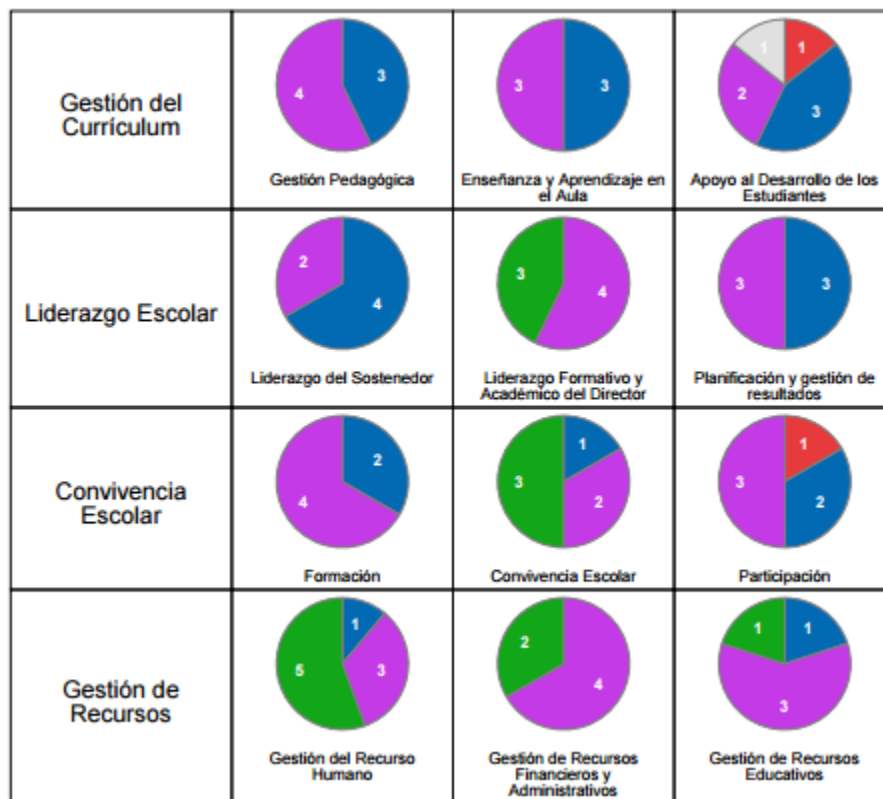 Gestión del
Currículum
4
3
Gestión Pedagógica
3
3
Enseñanza y Aprendizaje en
el Aula
1
1
2
3
Apoyo al Desarrollo de los
Estudiantes
Liderazgo Escolar
2
4
Liderazgo del Sostenedor
3
4
Liderazgo Formativo y
Académico del Director
3
3
Planificación y gestión de
resultados
Convivencia
Escolar
2
4
Formación
1
3
2
Convivencia Escolar
1
3
2
Participación
Gestión de
Recursos
1
5
3
Gestión del Recurso
Humano
2
4
Gestión de Recursos
Financieros y
Administrativos
1
1
3
Gestión de Recursos
Educativos